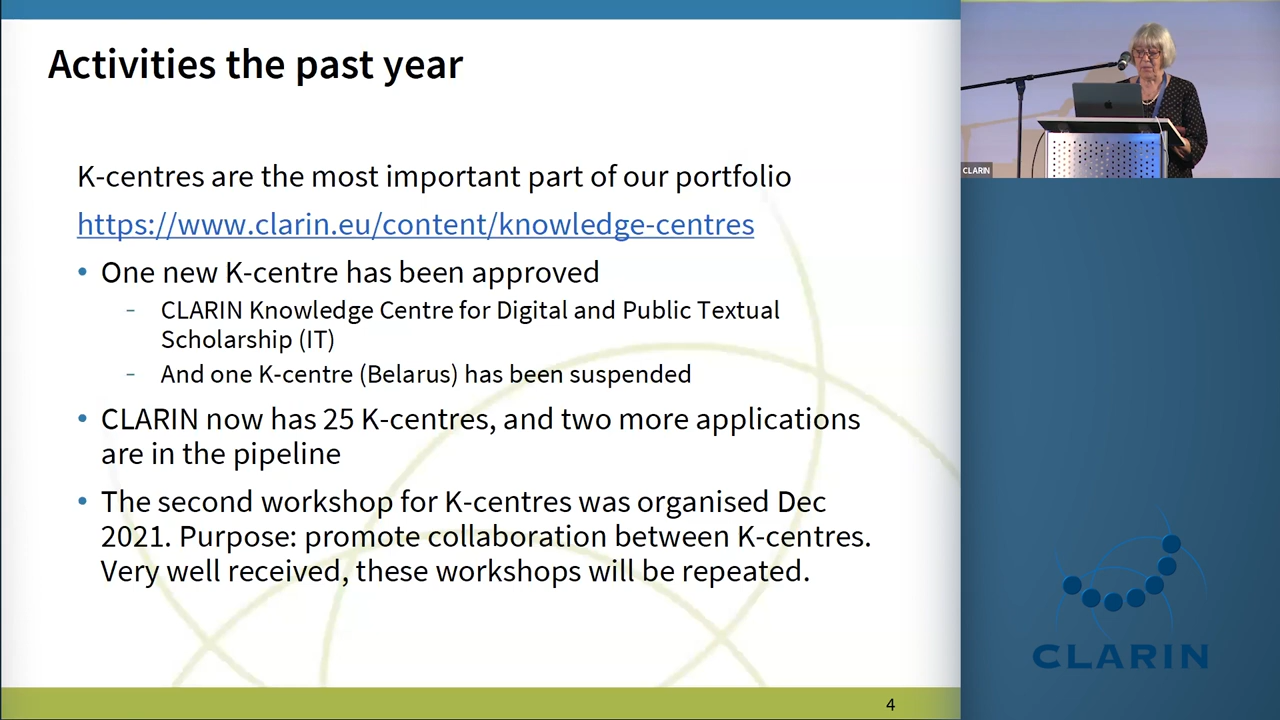 Activities the past year
K-centres are the most important part of our portfolio
https://www.clarin.eu/content/knowledge-centres
• One new K-centre has been approved
- CLARIN Knowledge Centre for Digital and Public Textual
Scholarship (IT)
- And one K-centre (Belarus) has been suspended
• CLARIN now has 25 K-centres, and two more applications
are in the pipeline
• The second workshop for K-centres was organised Dec
2021. Purpose: promote collaboration between K-centres.
Very well received, these workshops will be repeated.
4
CLARIN
CLARIN